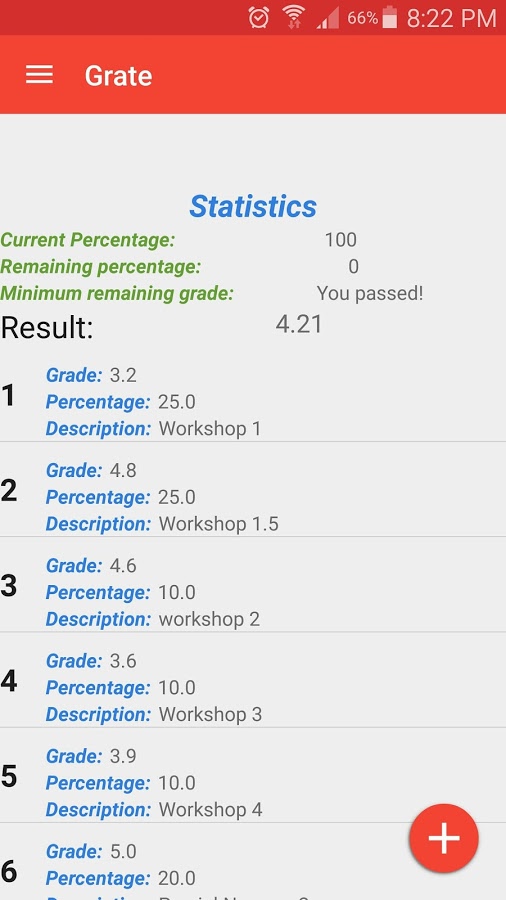 66% 8:22 PM
Grate
Statistics
Current Percentage: 100
Remaining percentage: 0
Minimum remaining grade: You passed!
Result: 4.21
1
Grade: 3.2
Percentage: 25.0
Description: Workshop 1
2
Grade: 4.8
Percentage: 25.0
Description: Workshop 1.5
3
Grade: 4.6
Percentage: 10.0
Description: workshop 2
4
Grade: 3.6
Percentage: 10.0
Description: Workshop 3
5
Grade: 3.9
Percentage: 10.0
Description: Workshop 4
6
Grade: 5.0
Percentage: 20.0